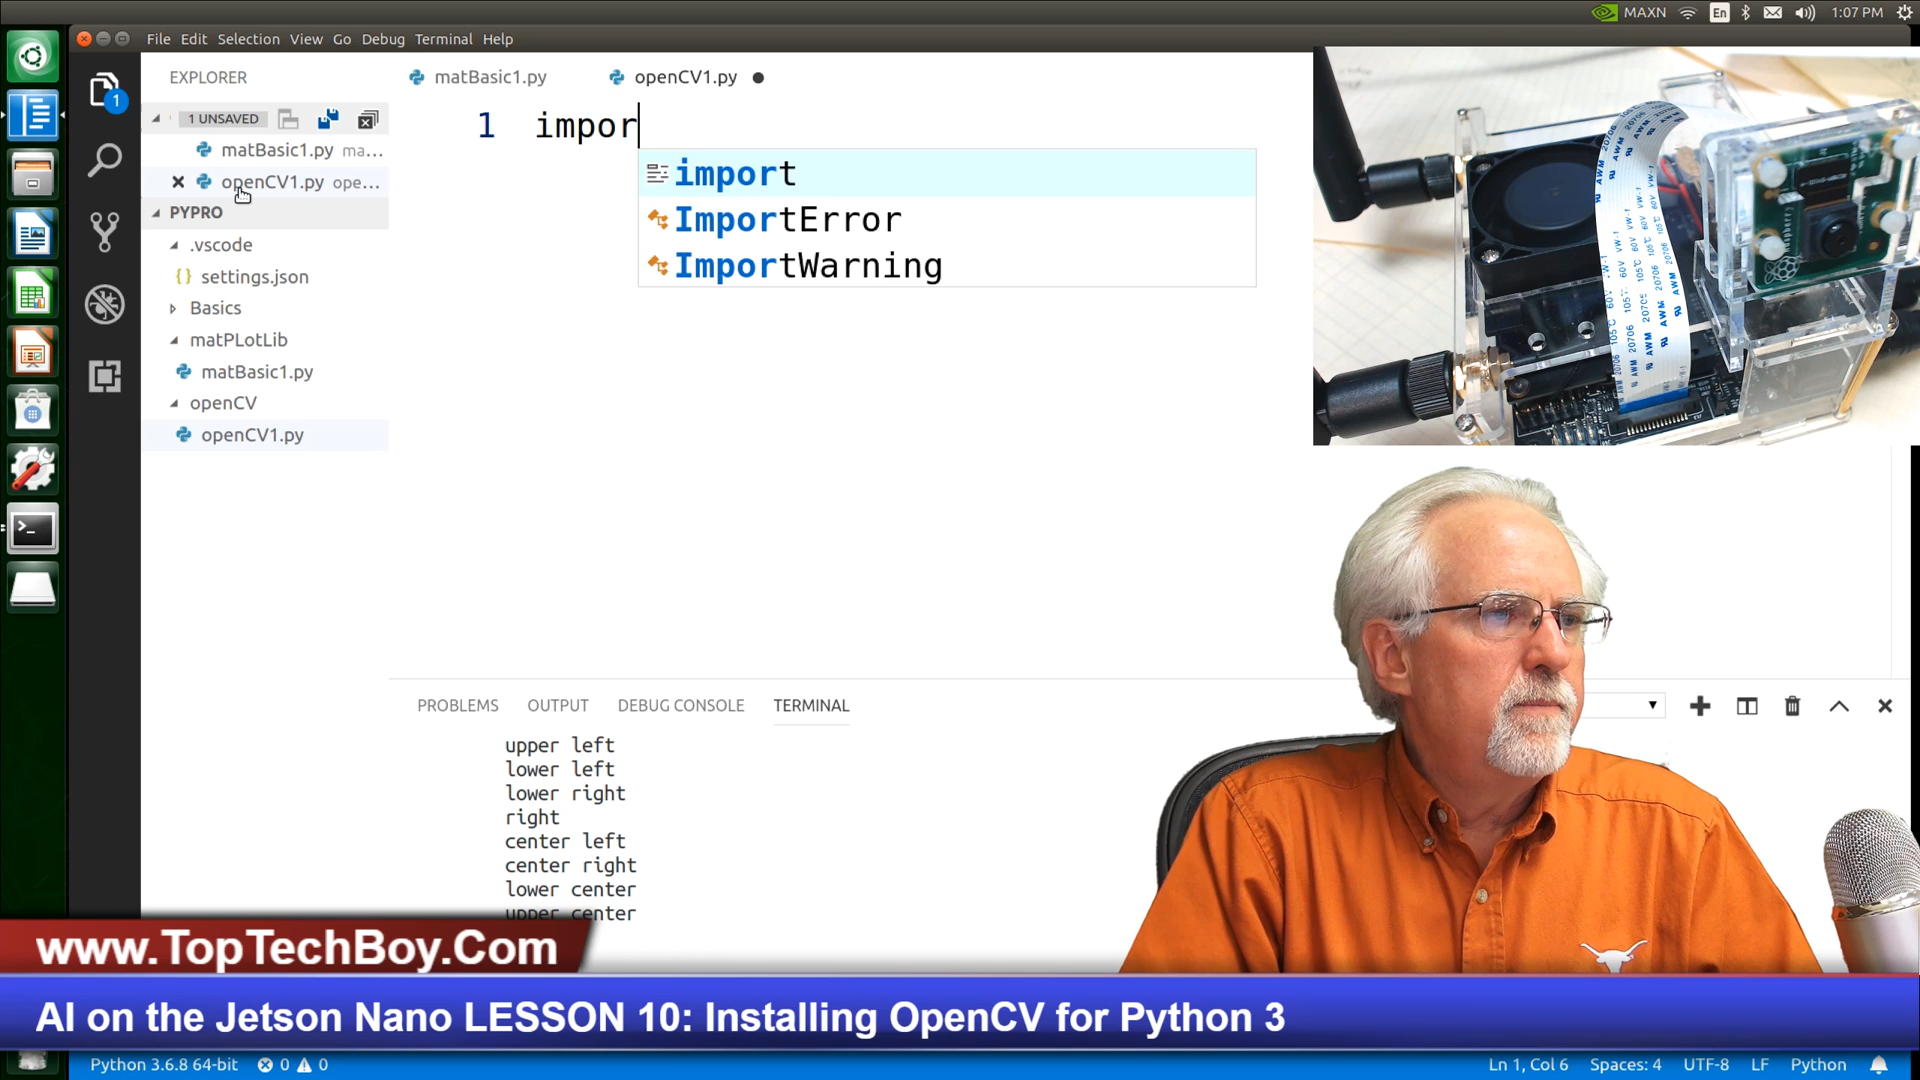 MAXN En 1:07 PM
File Edit Selection View Go Debug Terminal Help
EXPLORER
1 UNSAVED
matBasic1.py ma...
openCV1.py ope...
PYPRO
.vscode
settings.json
Basics
matPLotLib
matBasic1.py
openCV
openCV1.py
1
matBasic1.py openCV1.py
1 impor
import
ImportError
ImportWarning
PROBLEMS OUTPUT DEBUG CONSOLE TERMINAL
upper left
lower left
lower right
right
center left
center right
lower center
upper center
www.TopTechBoy.Com
AI on the Jetson Nano LESSON 10: Installing OpenCV for Python 3
Python 3.6.8 64-bit 0 0 Ln 1, Col 6 Spaces: 4 UTF-8 LF Python